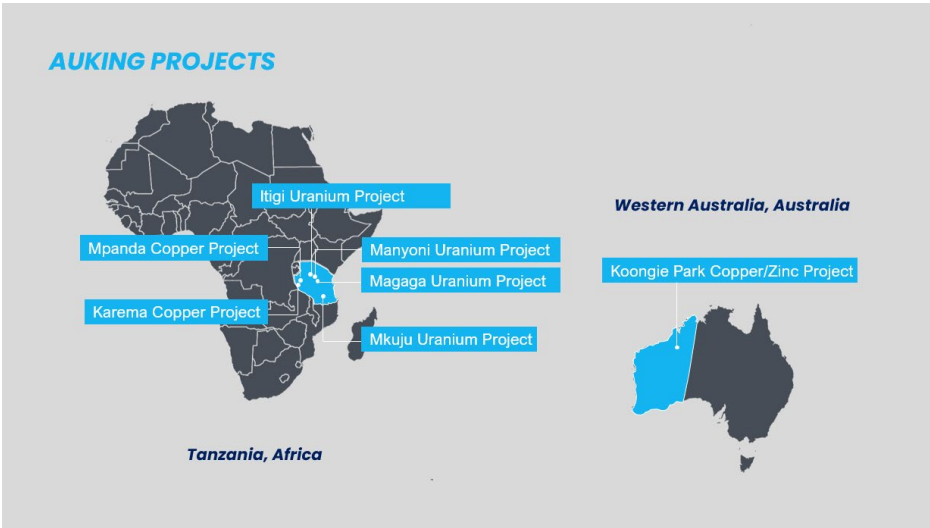 AUKING PROJECTS
Itigi Uranium Project
Mpanda Copper Project
Manyoni Uranium Project
Magaga Uranium Project
Karema Copper Project
Mkuju Uranium Project
Tanzania, Africa
Western Australia, Australia
Koongie Park Copper/Zinc Project